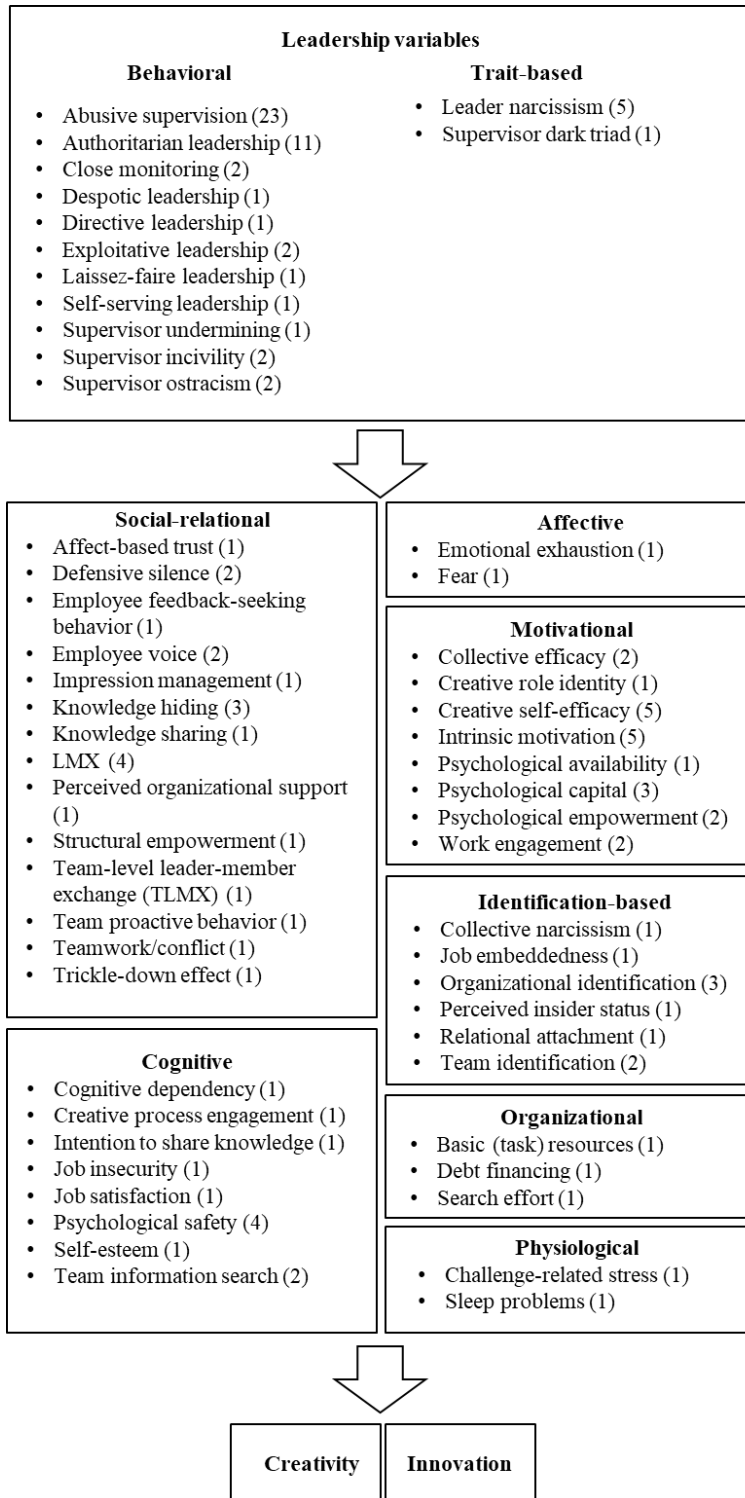 Leadership variables
Behavioral
• Abusive supervision (23)
• Authoritarian leadership (11)
• Close monitoring (2)
• Despotic leadership (1)
• Directive leadership (1)
• Exploitative leadership (2)
• Laissez-faire leadership (1)
• Self-serving leadership (1)
• Supervisor undermining (1)
• Supervisor incivility (2)
• Supervisor ostracism (2)
Trait-based
• Leader narcissism (5)
• Supervisor dark triad (1)
Social-relational
• Affect-based trust (1)
• Defensive silence (2)
• Employee feedback-seeking
behavior (1)
• Employee voice (2)
• Impression management (1)
• Knowledge hiding (3)
• Knowledge sharing (1)
• LMX (4)
• Perceived organizational support
(1)
• Structural empowerment (1)
• Team-level leader-member
exchange (TLMX) (1)
• Team proactive behavior (1)
• Teamwork/conflict (1)
• Trickle-down effect (1)
Cognitive
• Cognitive dependency (1)
• Creative process engagement (1)
• Intention to share knowledge (1)
• Job insecurity (1)
• Job satisfaction (1)
• Psychological safety (4)
• Self-esteem (1)
• Team information search (2)
Affective
• Emotional exhaustion (1)
• Fear (1)
Motivational
• Collective efficacy (2)
• Creative role identity (1)
• Creative self-efficacy (5)
• Intrinsic motivation (5)
• Psychological availability (1)
• Psychological capital (3)
• Psychological empowerment (2)
• Work engagement (2)
Identification-based
• Collective narcissism (1)
• Job embeddedness (1)
• Organizational identification (3)
• Perceived insider status (1)
• Relational attachment (1)
• Team identification (2)
Organizational
• Basic (task) resources (1)
• Debt financing (1)
• Search effort (1)
Physiological
• Challenge-related stress (1)
• Sleep problems (1)
Creativity
Innovation